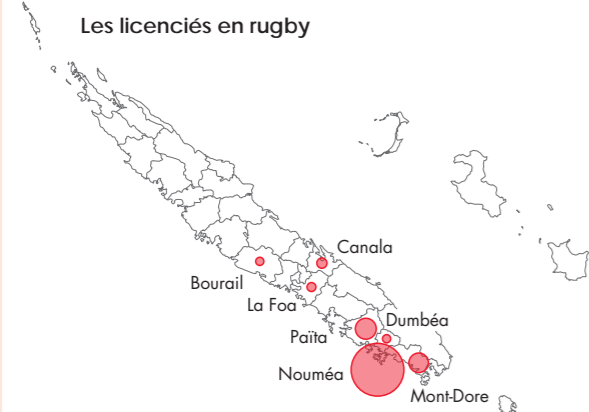 Les licenciés en rugby
Canala
Bourail
La Foa
Dumbéa
Païta
Nouméa
Mont-Dore